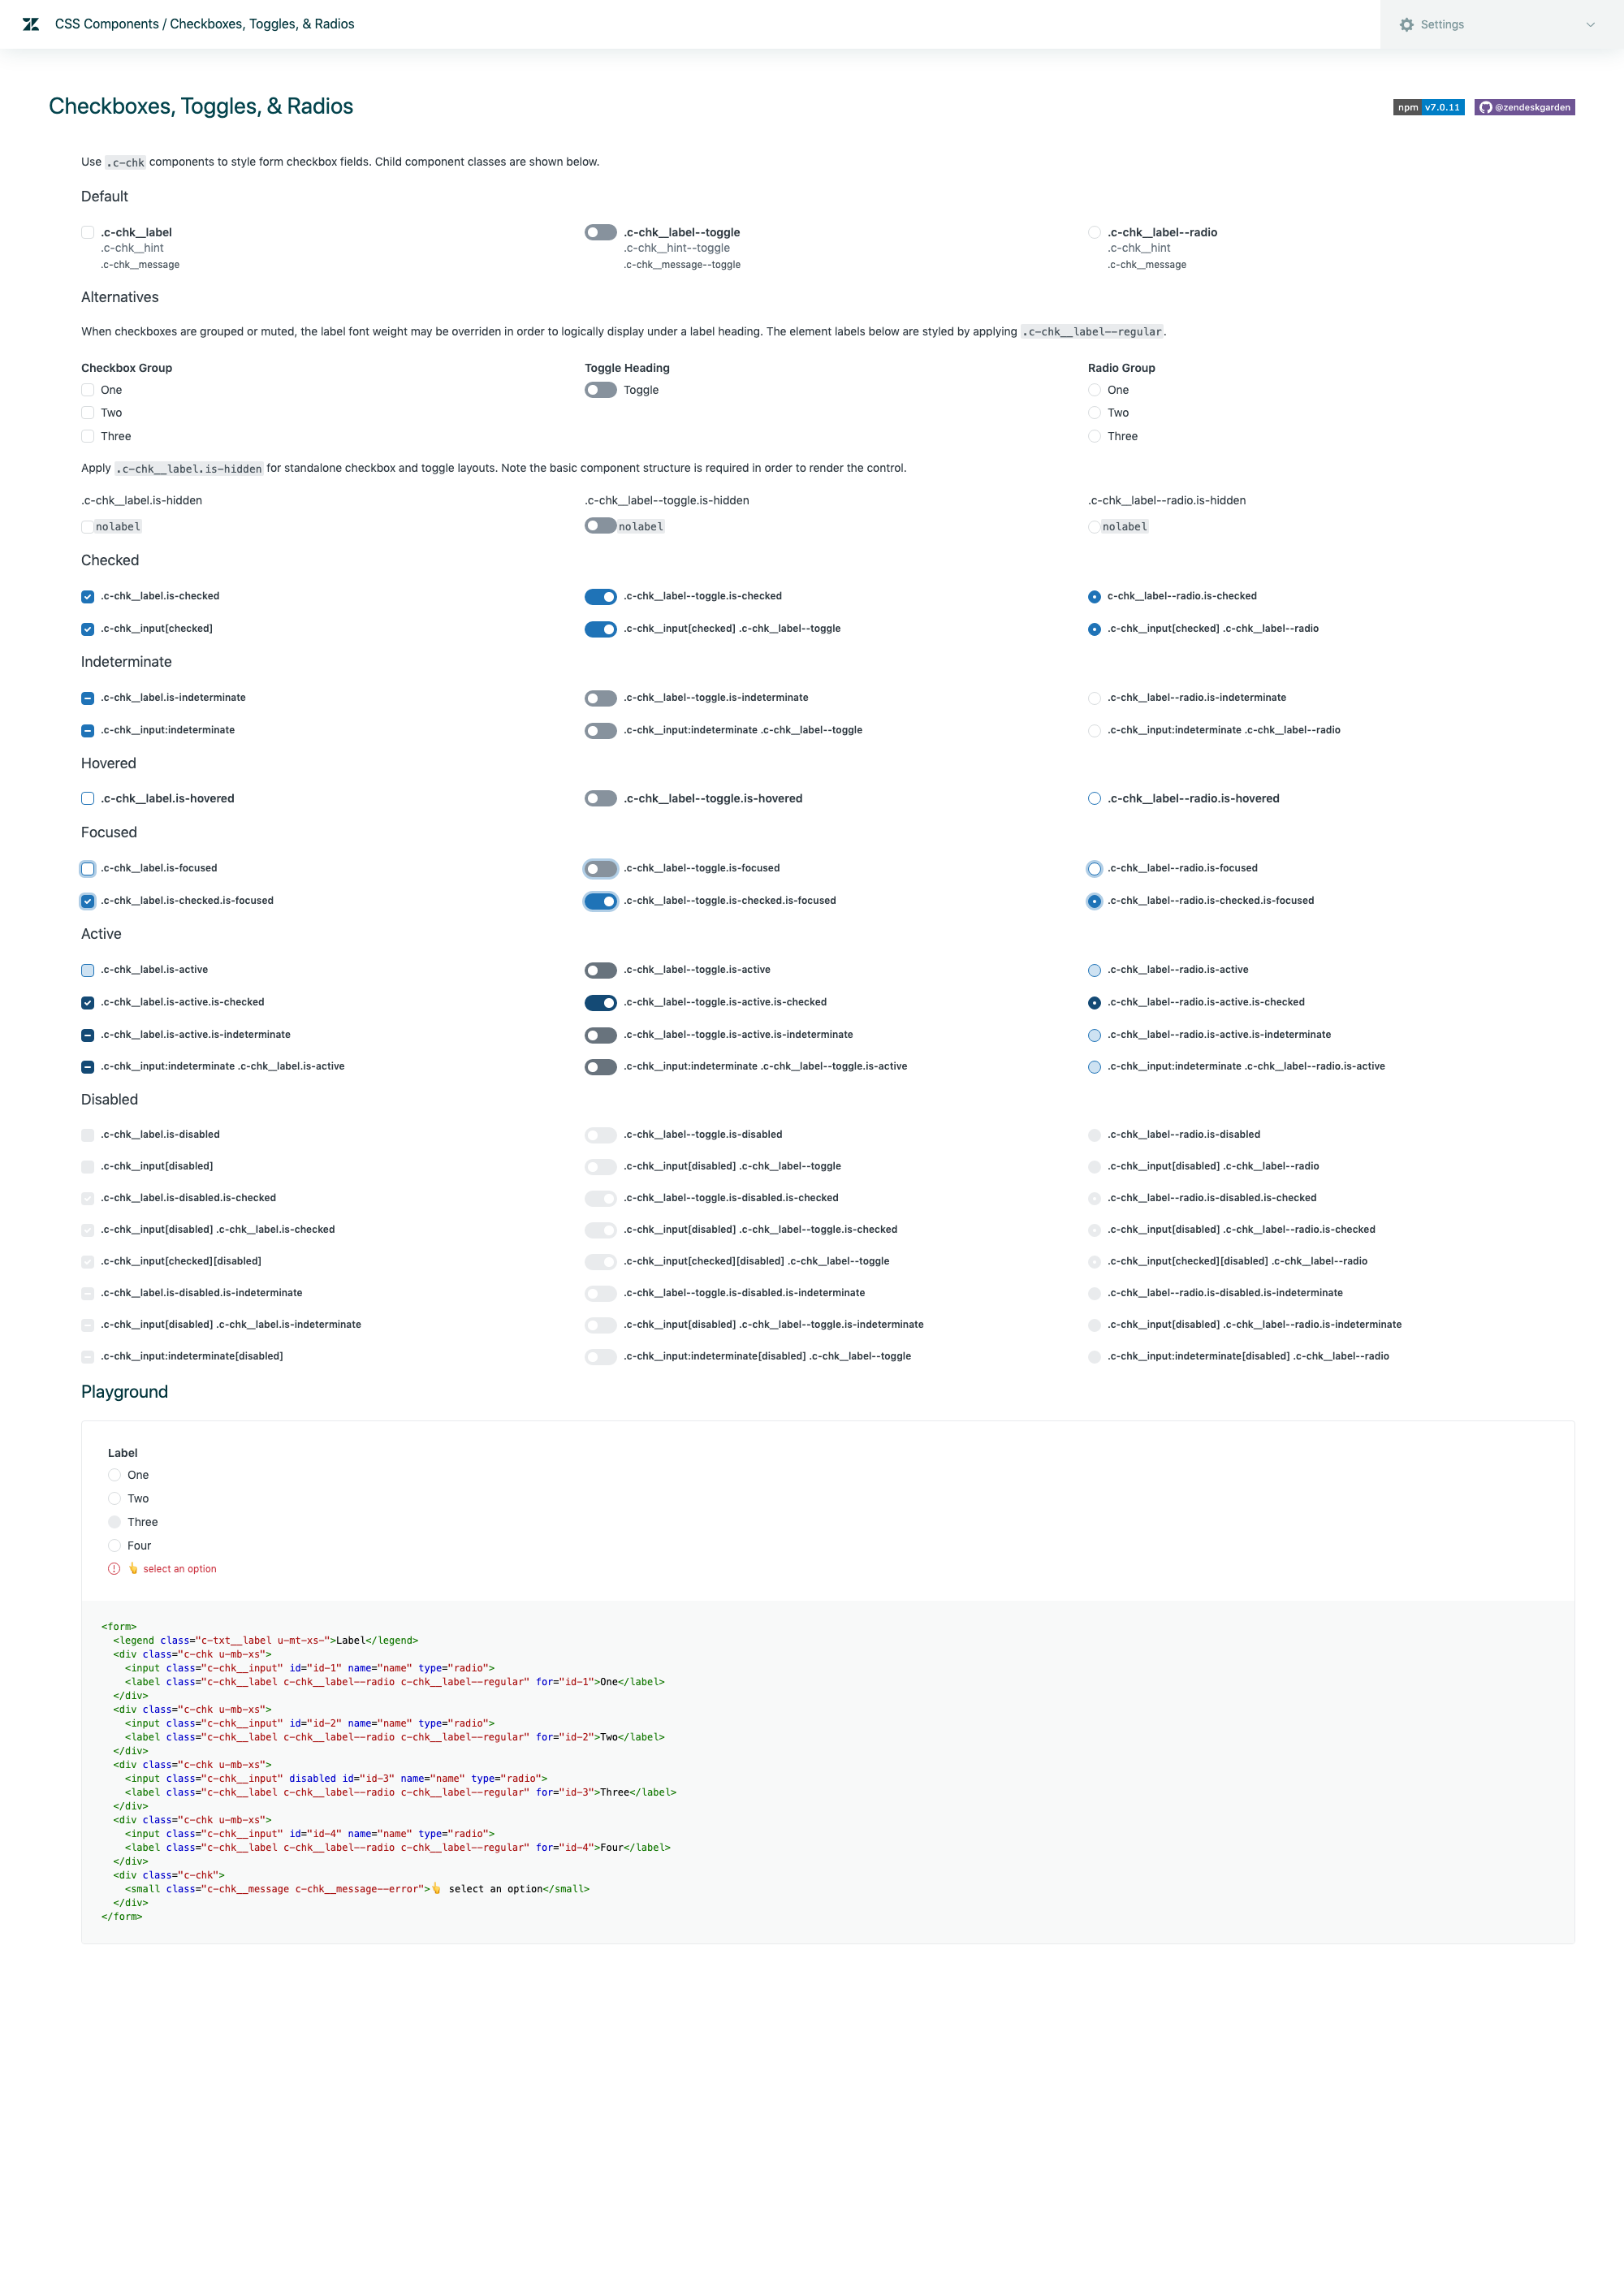 CSS Components / Checkboxes, Toggles, & Radios
Settings
Checkboxes, Toggles, & Radios
npm v7.0.11
@zendeskgarden
Use .c-chk components to style form checkbox fields. Child component classes are shown below.
Default
.c-chk__label
.c-chk__hint
.c-chk__message
.c-chk__label--toggle
.c-chk__hint--toggle
.c-chk__message--toggle
.c-chk__label--radio
.c-chk__hint
.c-chk__message
Alternatives
When checkboxes are grouped or muted, the label font weight may be overriden in order to logically display under a label heading. The element labels below are styled by applying .c-chk__label--regular.
Checkbox Group
One
Two
Three
Toggle Heading
Toggle
Radio Group
One
Two
Three
Apply .c-chk__label.is-hidden for standalone checkbox and toggle layouts. Note the basic component structure is required in order to render the control.
.c-chk__label.is-hidden
nolabel
.c-chk__label--toggle.is-hidden
nolabel
.c-chk__label--radio.is-hidden
nolabel
Checked
.c-chk__label.is-checked
.c-chk__label--toggle.is-checked
c-chk__label--radio.is-checked
.c-chk__input[checked]
.c-chk__input[checked] .c-chk__label--toggle
.c-chk__input[checked] .c-chk__label--radio
Indeterminate
.c-chk__label.is-indeterminate
.c-chk__label--toggle.is-indeterminate
.c-chk__label--radio.is-indeterminate
.c-chk__input:indeterminate
.c-chk__input:indeterminate .c-chk__label--toggle
.c-chk__input:indeterminate .c-chk__label--radio
Hovered
.c-chk__label.is-hovered
.c-chk__label--toggle.is-hovered
.c-chk__label--radio.is-hovered
Focused
.c-chk__label.is-focused
.c-chk__label--toggle.is-focused
.c-chk__label--radio.is-focused
.c-chk__label.is-checked.is-focused
.c-chk__label--toggle.is-checked.is-focused
.c-chk__label--radio.is-checked.is-focused
Active
.c-chk__label.is-active
.c-chk__label--toggle.is-active
.c-chk__label--radio.is-active
.c-chk__label.is-active.is-checked
.c-chk__label--toggle.is-active.is-checked
.c-chk__label--radio.is-active.is-checked
.c-chk__label.is-active.is-indeterminate
.c-chk__label--toggle.is-active.is-indeterminate
.c-chk__label--radio.is-active.is-indeterminate
.c-chk__input:indeterminate .c-chk__label.is-active
.c-chk__input:indeterminate .c-chk__label--toggle.is-active
.c-chk__input:indeterminate .c-chk__label--radio.is-active
Disabled
.c-chk__label.is-disabled
.c-chk__label--toggle.is-disabled
.c-chk__label--radio.is-disabled
.c-chk__input[disabled]
.c-chk__input[disabled] .c-chk__label--toggle
.c-chk__input[disabled] .c-chk__label--radio
.c-chk__label.is-disabled.is-checked
.c-chk__label--toggle.is-disabled.is-checked
.c-chk__label--radio.is-disabled.is-checked
.c-chk__input[disabled] .c-chk__label.is-checked
.c-chk__input[disabled] .c-chk__label--toggle.is-checked
.c-chk__input[disabled] .c-chk__label--radio.is-checked
.c-chk__input[checked][disabled]
.c-chk__input[checked][disabled] .c-chk__label--toggle
.c-chk__input[checked][disabled] .c-chk__label--radio
.c-chk__label.is-disabled.is-indeterminate
.c-chk__label--toggle.is-disabled.is-indeterminate
.c-chk__label--radio.is-disabled.is-indeterminate
.c-chk__input[disabled] .c-chk__label.is-indeterminate
.c-chk__input[disabled] .c-chk__label--toggle.is-indeterminate
.c-chk__input[disabled] .c-chk__label--radio.is-indeterminate
.c-chk__input:indeterminate[disabled]
.c-chk__input:indeterminate[disabled] .c-chk__label--toggle
.c-chk__input:indeterminate[disabled] .c-chk__label--radio
Playground
Label
One
Two
Three
Four
👆 select an option
<form>
  <legend class="c-txt__label u-mt-xs-">Label</legend>
  <div class="c-chk u-mb-xs">
    <input class="c-chk__input" id="id-1" name="name" type="radio">
    <label class="c-chk__label c-chk__label--radio c-chk__label--regular" for="id-1">One</label>
  </div>
  <div class="c-chk u-mb-xs">
    <input class="c-chk__input" id="id-2" name="name" type="radio">
    <label class="c-chk__label c-chk__label--radio c-chk__label--regular" for="id-2">Two</label>
  </div>
  <div class="c-chk u-mb-xs">
    <input class="c-chk__input" disabled id="id-3" name="name" type="radio">
    <label class="c-chk__label c-chk__label--radio c-chk__label--regular" for="id-3">Three</label>
  </div>
  <div class="c-chk u-mb-xs">
    <input class="c-chk__input" id="id-4" name="name" type="radio">
    <label class="c-chk__label c-chk__label--radio c-chk__label--regular" for="id-4">Four</label>
  </div>
  <div class="c-chk">
    <small class="c-chk__message c-chk__message--error">👆 select an option</small>
  </div>
</form>